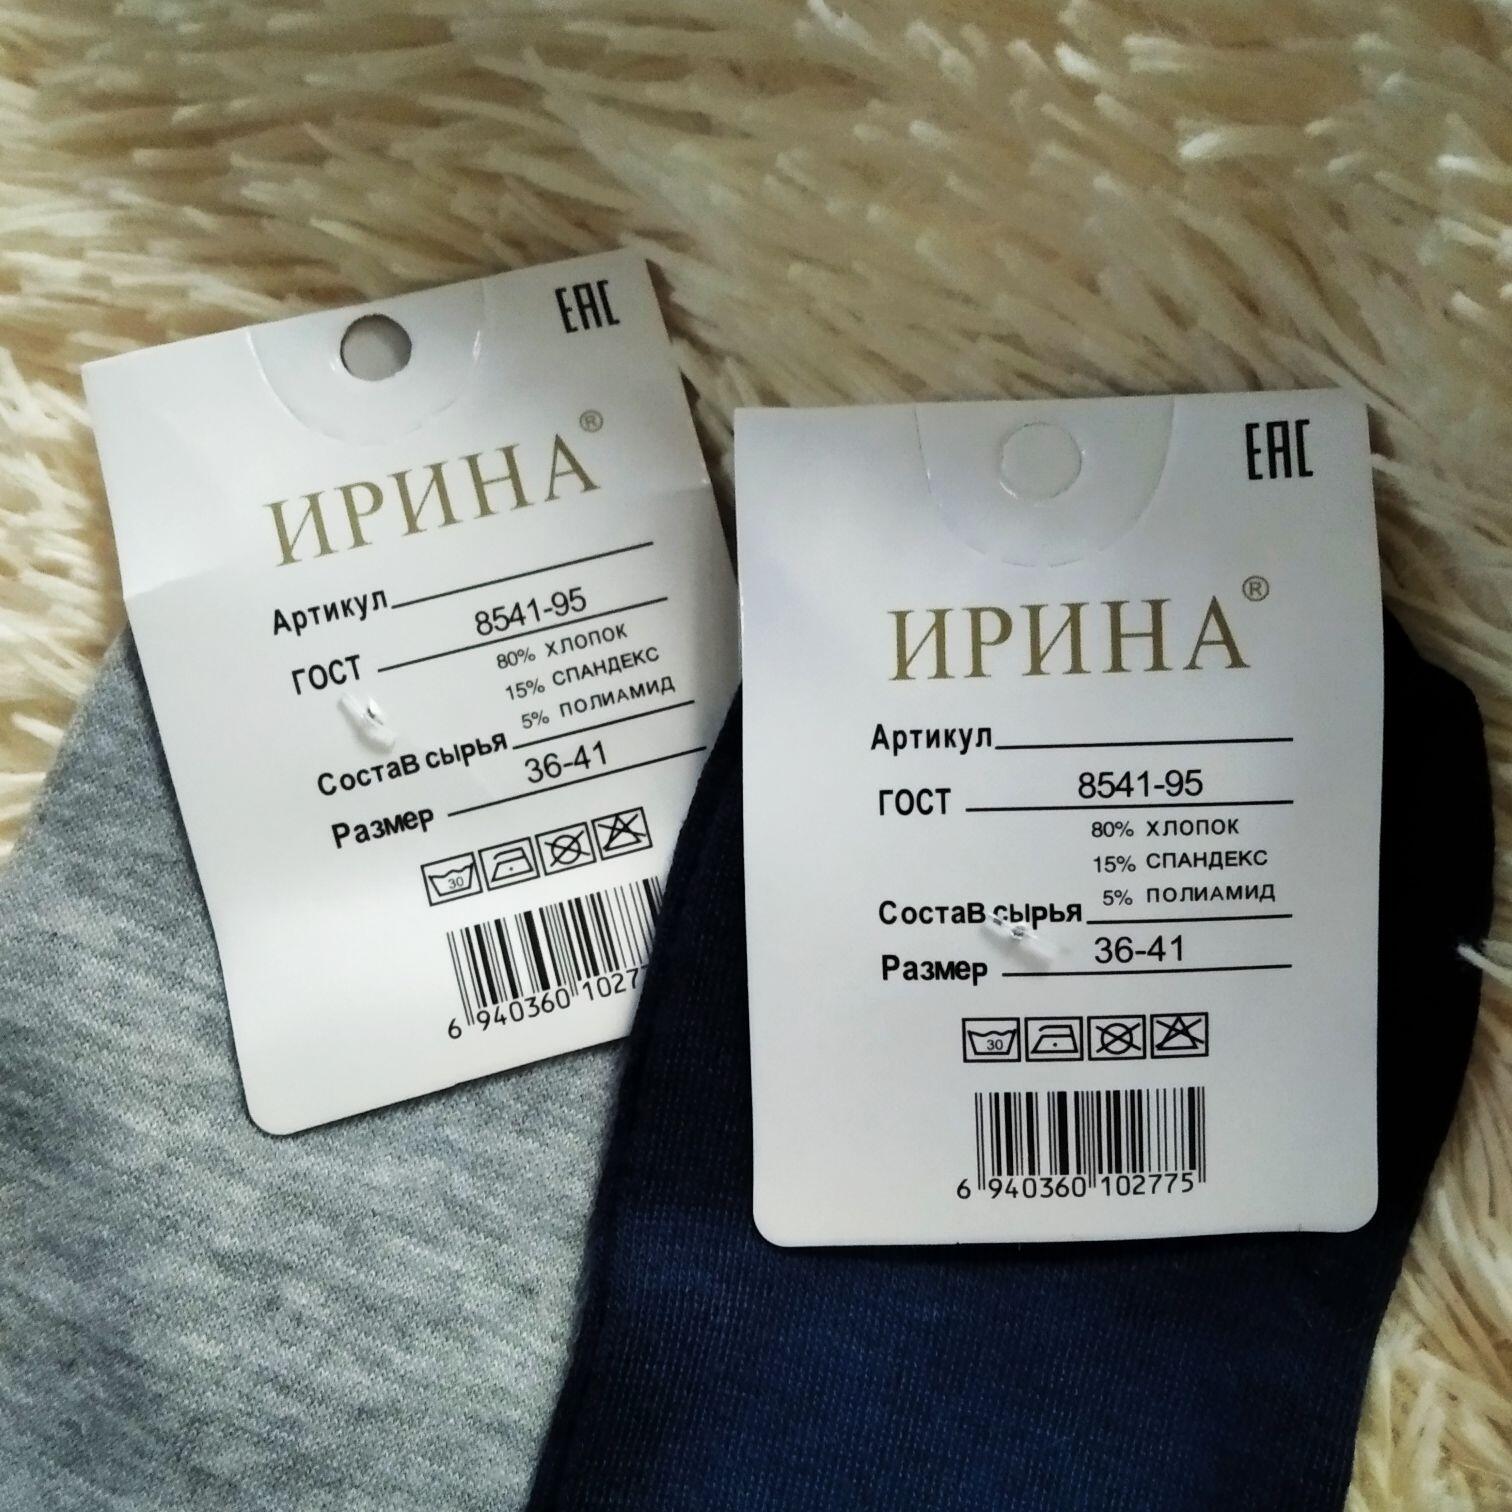 ЕАС
ИРИНА®
Артикул
8541-95
ГОСТ
80% ХЛОПОК
15% СПАНДЕКС
5% ПОЛИАМИД
СостаВ сырья
36-41
Размер
30
6 940360 1027
ЕАС
ИРИНА®
Артикул
8541-95
ГОСТ
80% ХЛОПОК
15% СПАНДЕКС
5% ПОЛИАМИД
СостаВ сырья
36-41
Размер
30
6 940360 102775